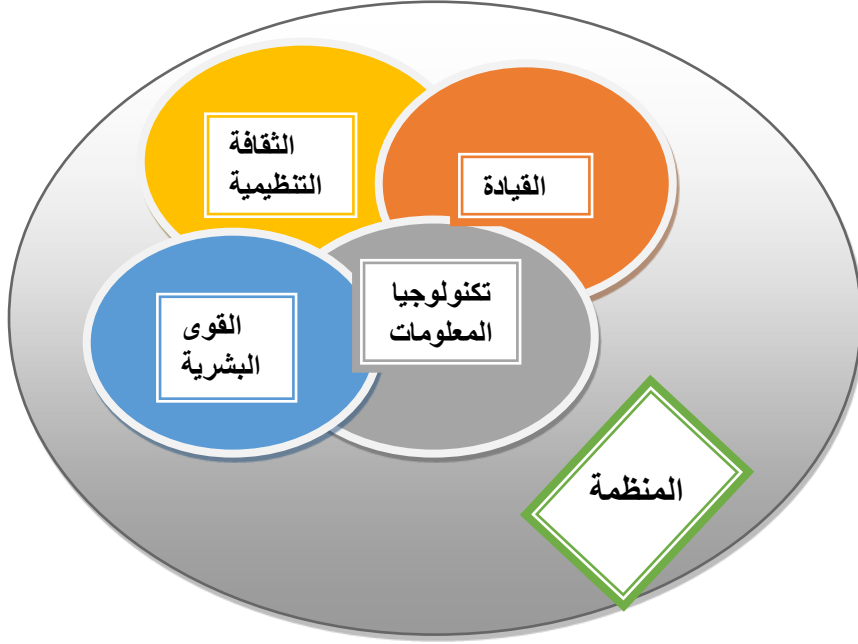 الثقافة
التنظيمية
القيادة
تكنولوجيا
المعلومات
القوى
البشرية
المنظمة